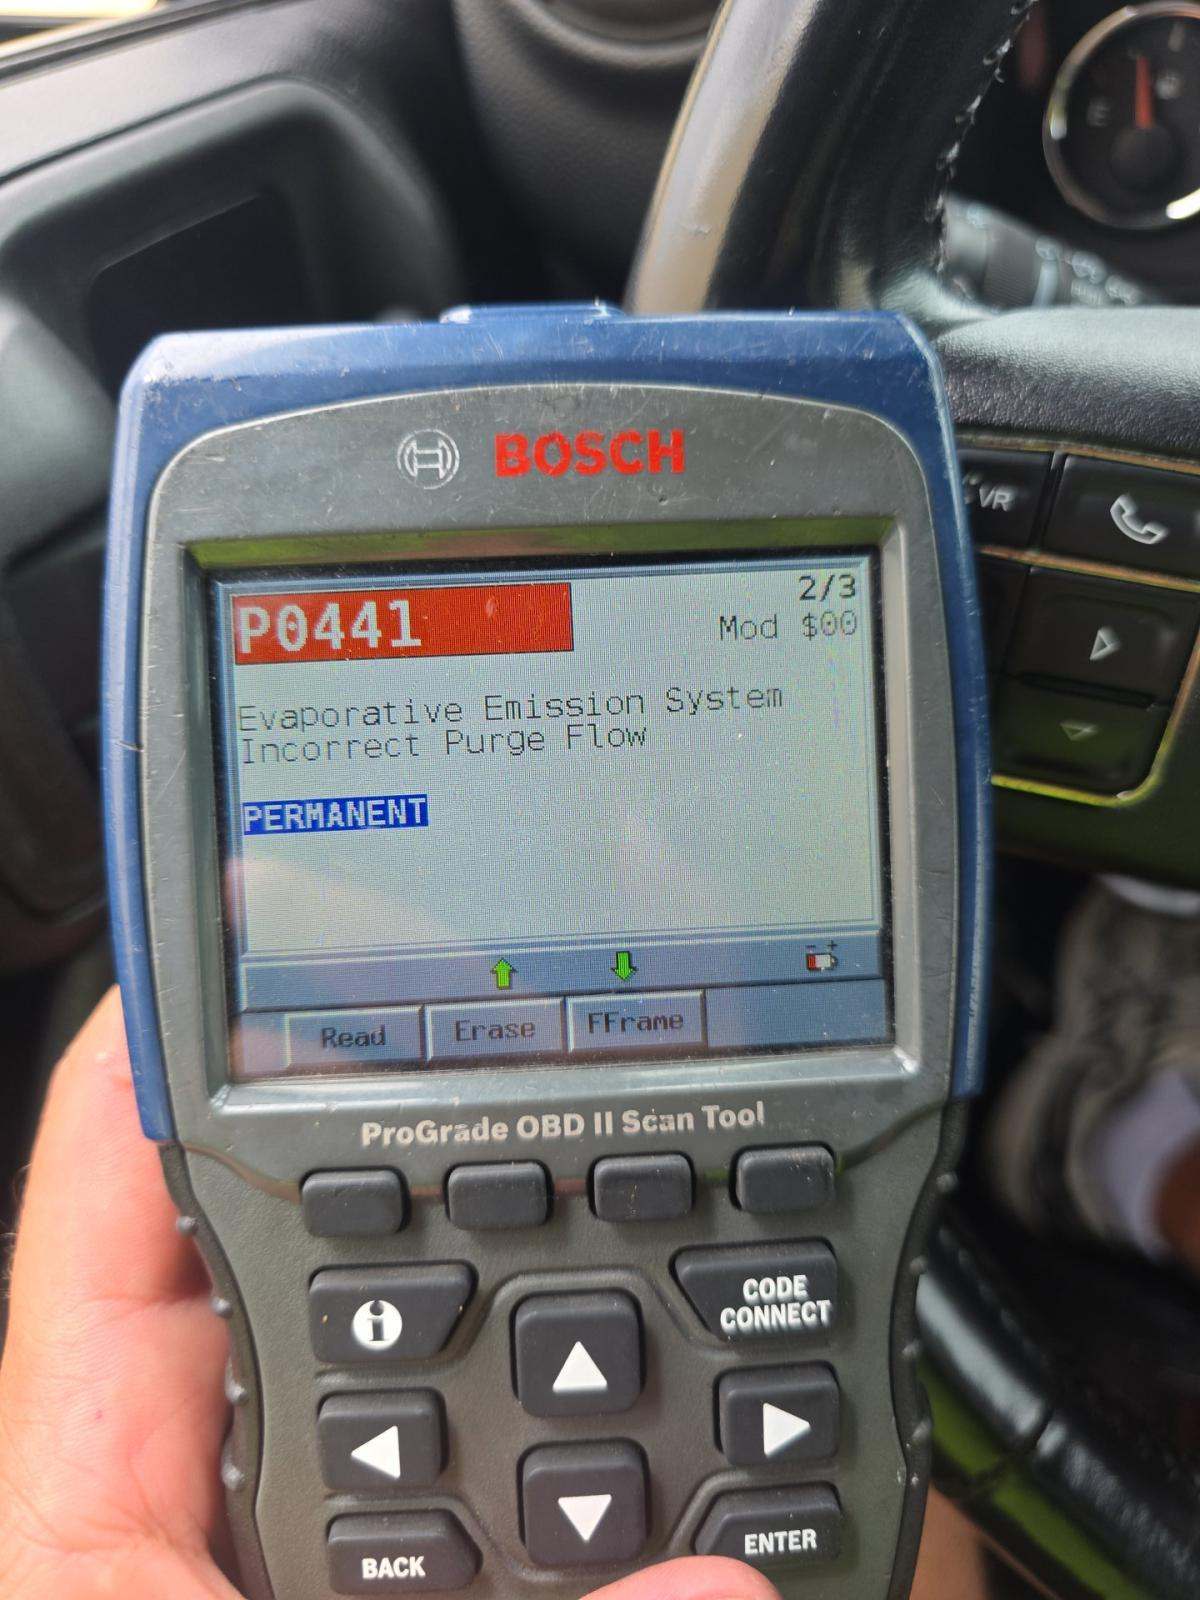 BOSCH
P0441
2/3
Mod $00
Evaporative Emission System
Incorrect Purge Flow
PERMANENT
- +
Read
Erase
FFrame
ProGrade OBD II Scan Tool
i
CODE
CONNECT
BACK
ENTER
VR
E